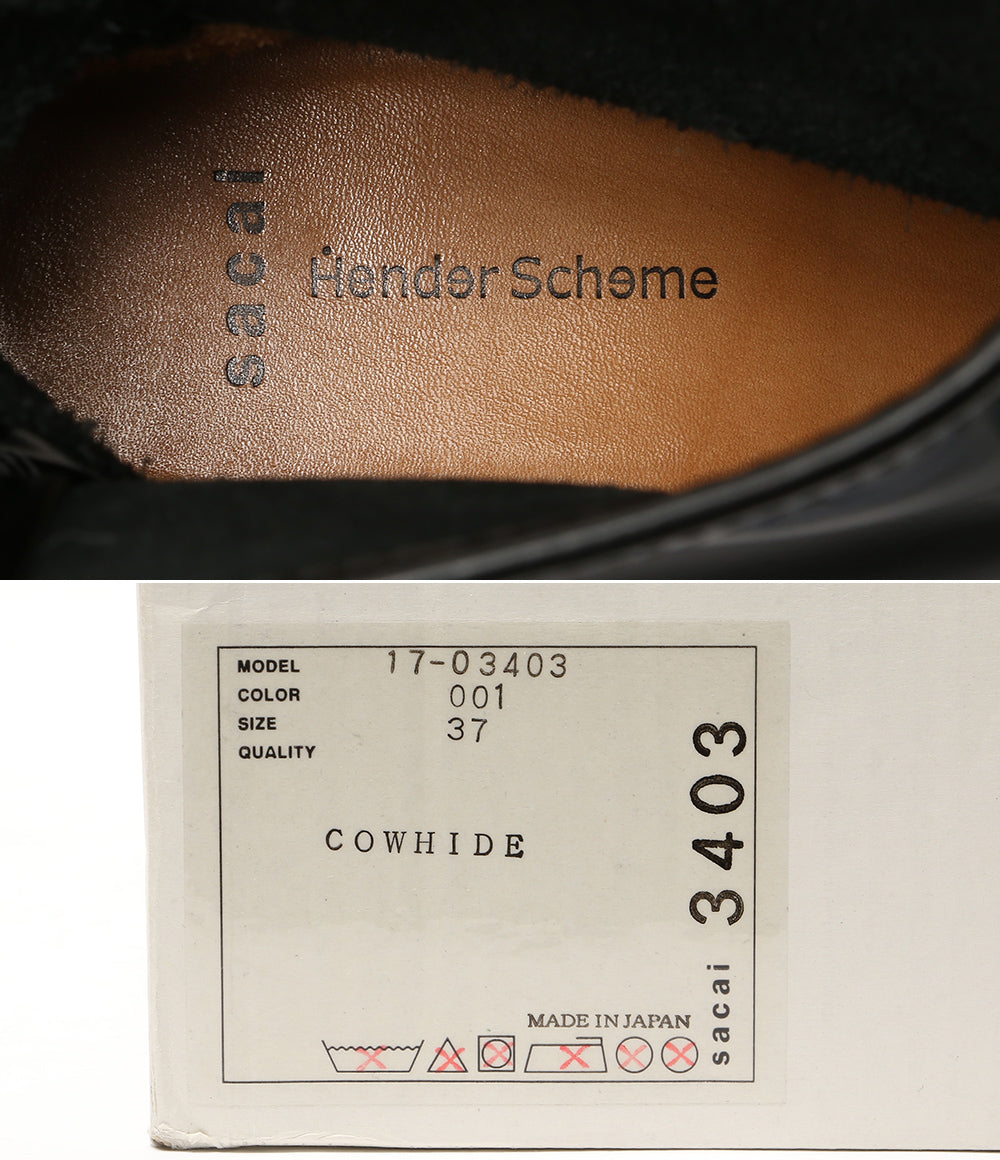 sacai
Hender Scheme
MODEL 17-03403
COLOR 001
SIZE 37
QUALITY
COWHIDE
MADE IN JAPAN
sacai 3403